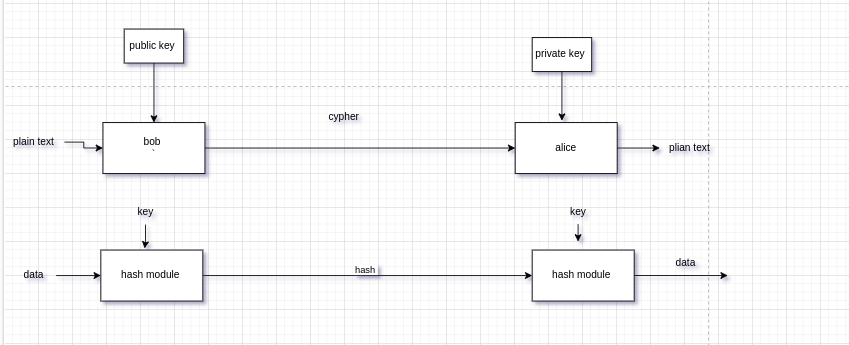 public key
private key
cypher
plain text
bob
`
alice
plian text
key
key
data
hash module
hash
hash module
data